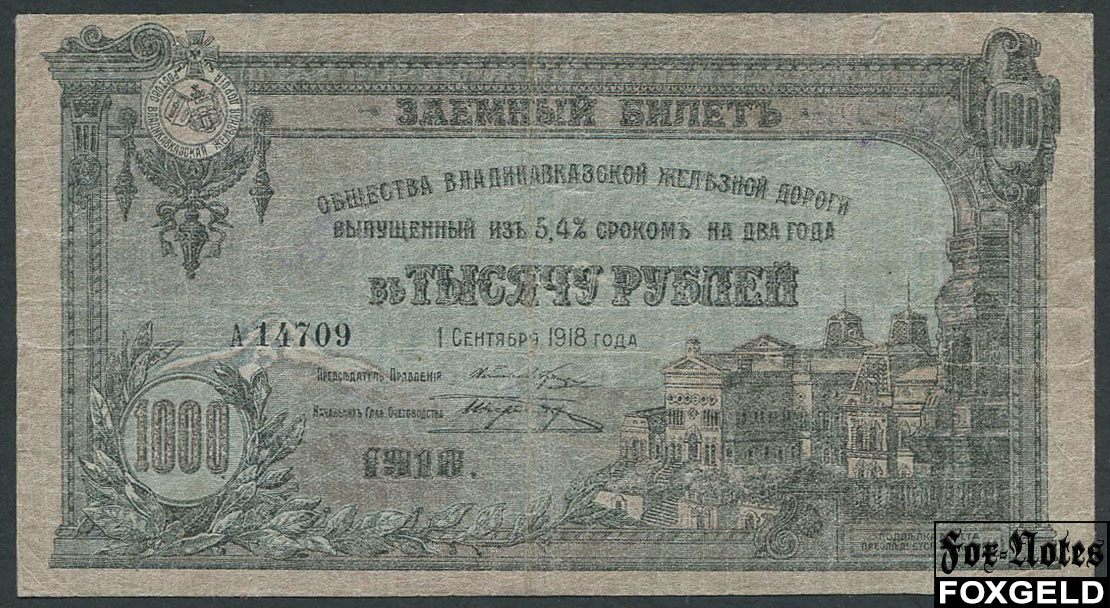 ЗАЕМНЫЙ БИЛЕТЪ
1000
ОБЩЕСТВА ВЛАДИКАВКАЗСКОЙ ЖЕЛѢЗНОЙ ДОРОГИ
ВЫПУЩЕННЫЙ ИЗЪ 5,4% СРОКОМЪ НА ДВА ГОДА
въ ТЫСЯЧУ РУБЛЕЙ
А 14709
1 СЕНТЯБРЯ 1918 ГОДА
ПРЕДСѢДАТЕЛЬ ПРАВЛЕНІЯ
НАЧАЛЬНИКЪ ГЛАВ. СЧЕТОВОДСТВА
1000
1918.
Fox-Notes
FOXGELD